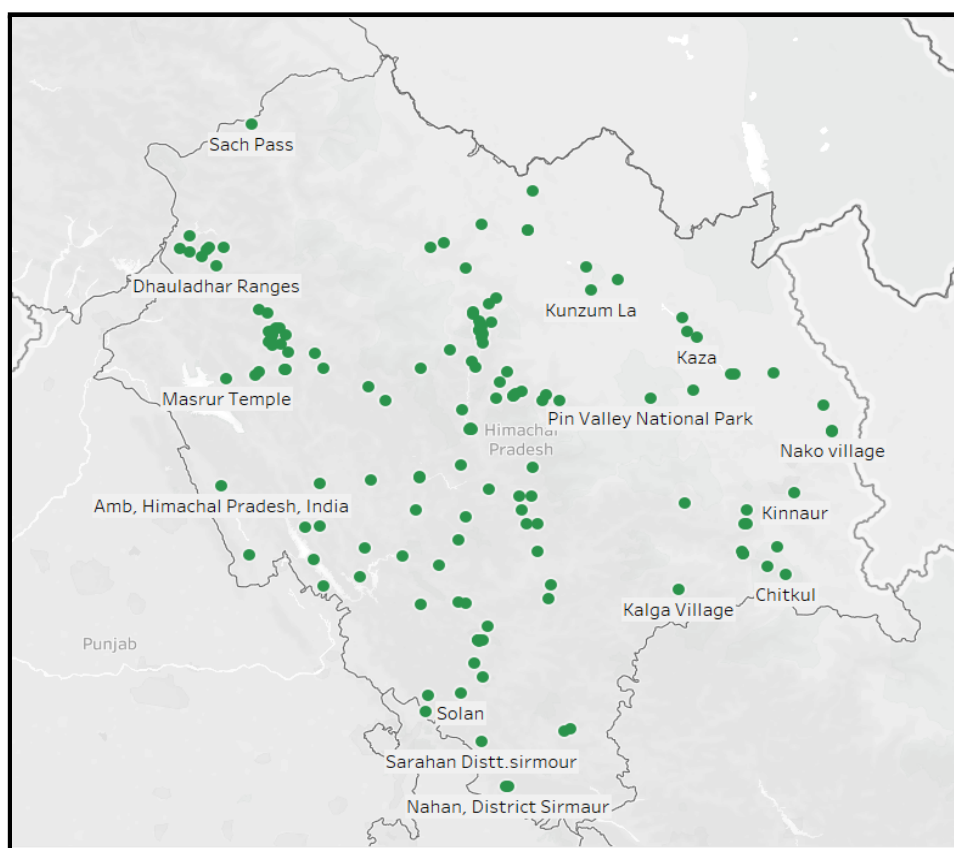 Sach Pass
Dhauladhar Ranges
Kunzum La
Kaza
Masrur Temple
Pin Valley National Park
Himachal
Pradesh
Nako village
Amb, Himachal Pradesh, India
Kinnaur
Chitkul
Kalga Village
Punjab
Solan
Sarahan Distt.sirmour
Nahan, District Sirmaur